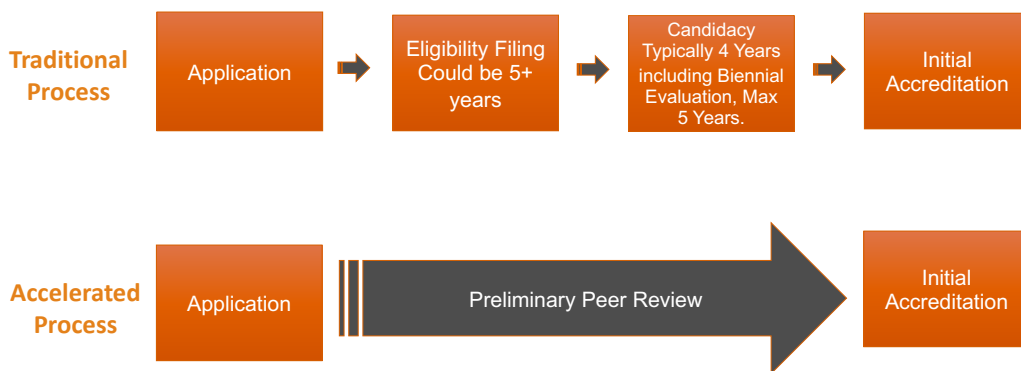 Traditional
Process
Application
Eligibility Filing
Could be 5+
years
Candidacy
Typically 4 Years
including Biennial
Evaluation, Max
5 Years.
Initial
Accreditation
Accelerated
Process
Application
Preliminary Peer Review
Initial
Accreditation